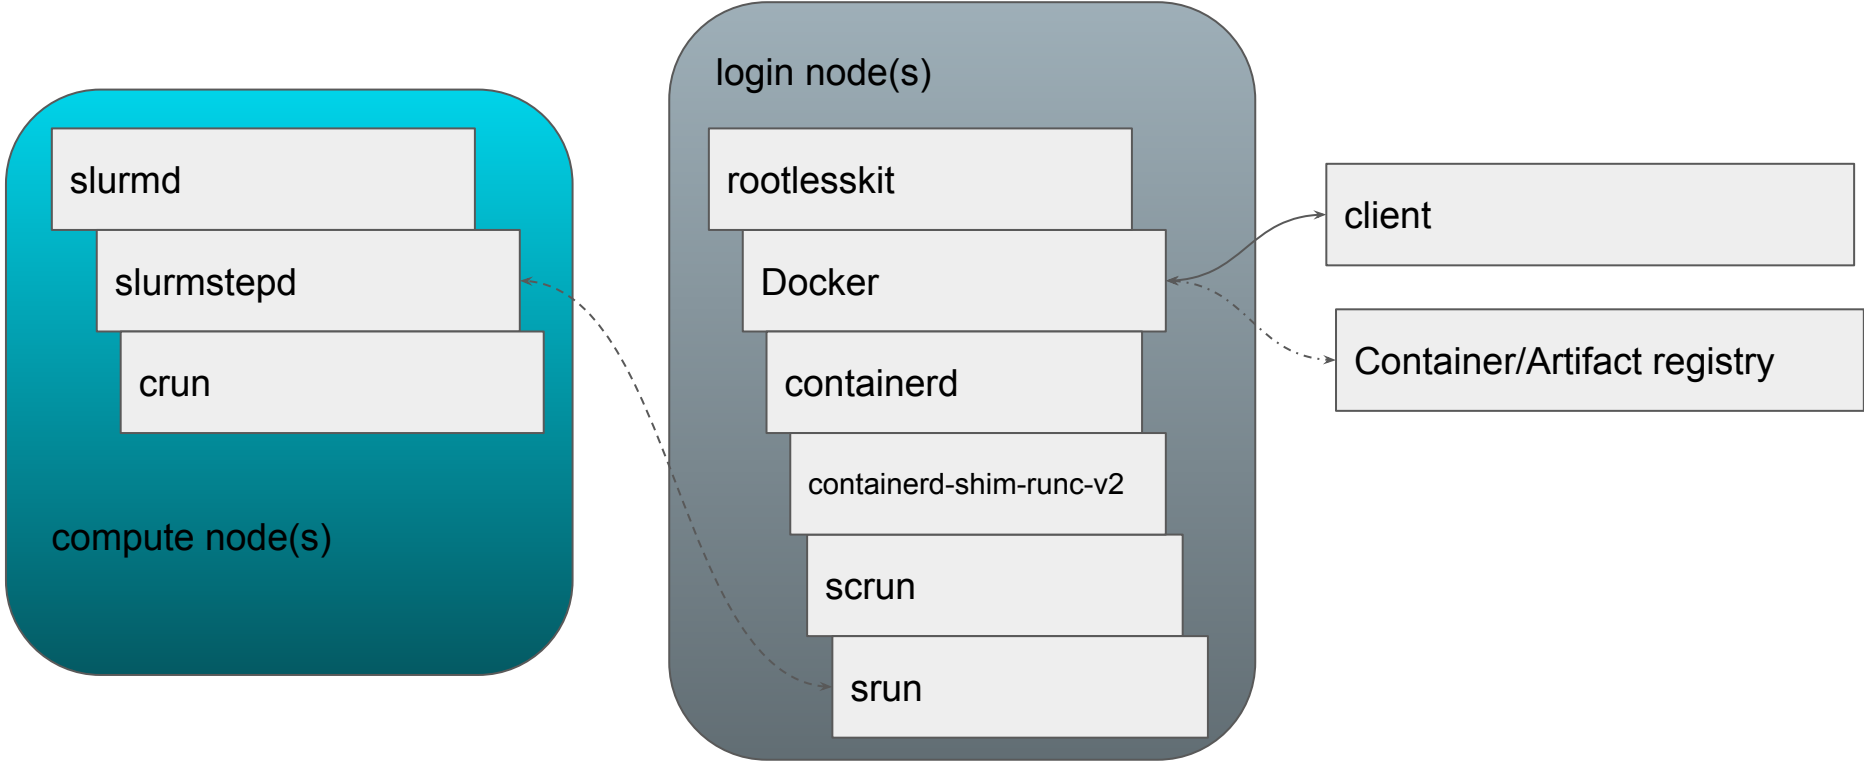 slurmd
slurmstepd
crun
compute node(s)
login node(s)
rootlesskit
Docker
containerd
containerd-shim-runc-v2
scrun
srun
client
Container/Artifact registry